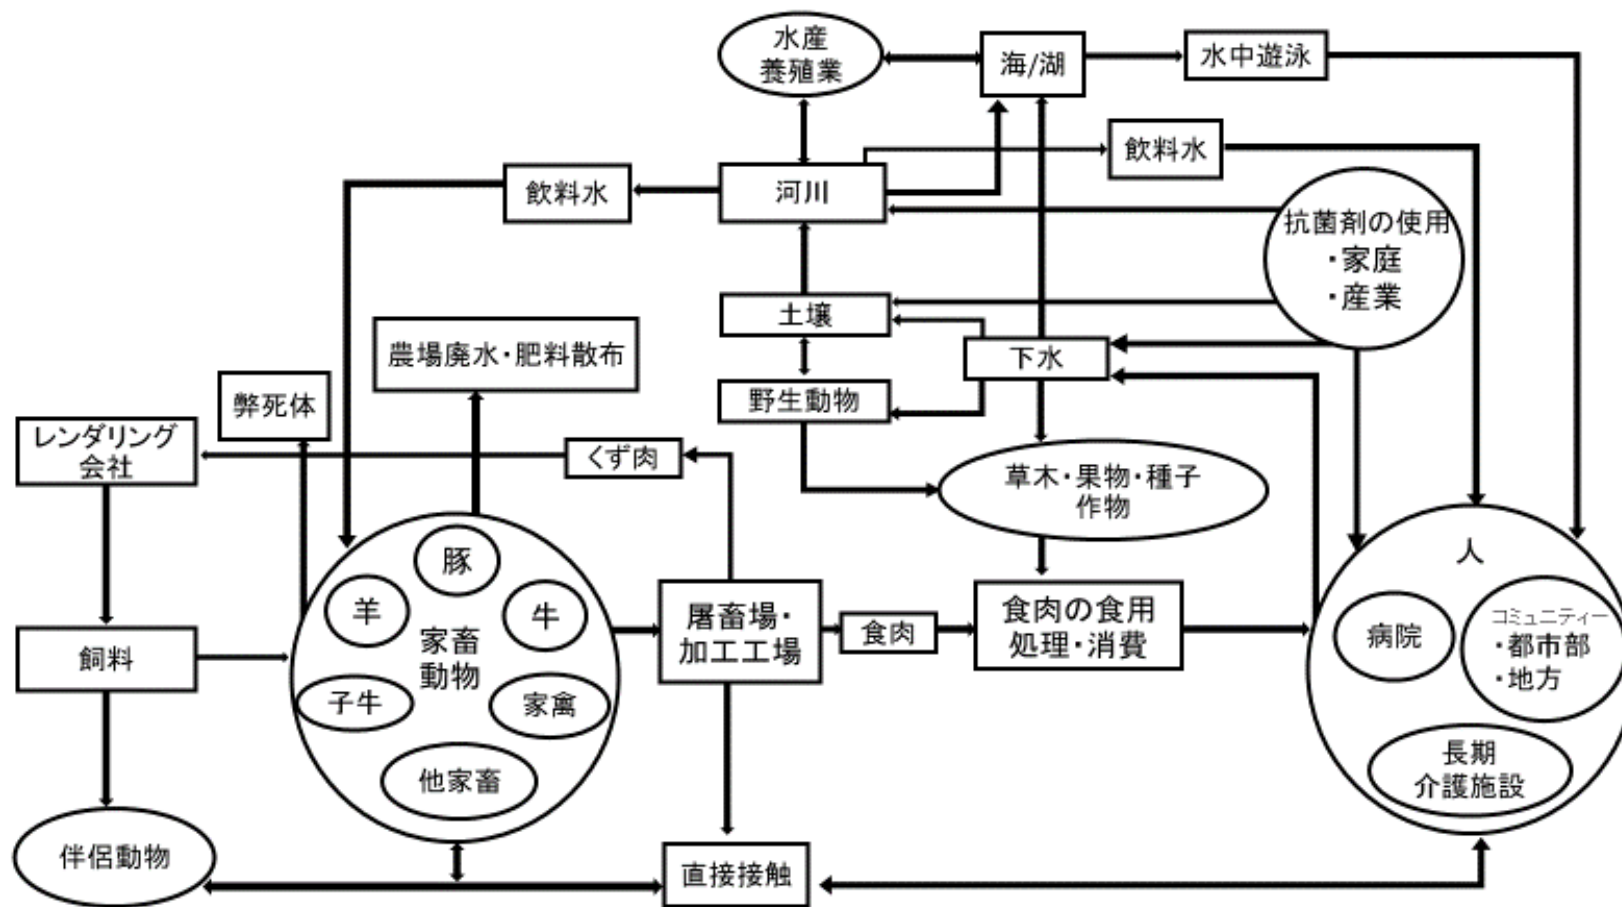 水産
養殖業
海/湖
水中遊泳
飲料水
飲料水
河川
抗菌剤の使用
・家庭
・産業
土壌
農場廃水・肥料散布
下水
弊死体
野生動物
レンダリング
会社
くず肉
草木・果物・種子
作物
豚
羊
牛
家畜
動物
子牛
家禽
他家畜
飼料
屠畜場・
加工工場
食肉
食肉の食用
処理・消費
人
病院
コミュニティー
・都市部
・地方
長期
介護施設
伴侶動物
直接接触